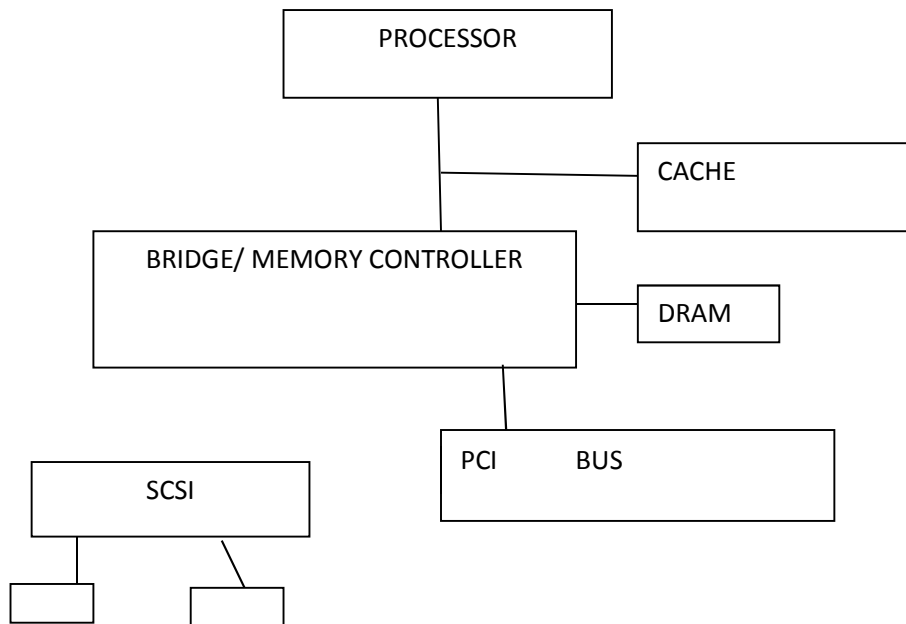 PROCESSOR
CACHE
BRIDGE/ MEMORY CONTROLLER
DRAM
PCI BUS
SCSI